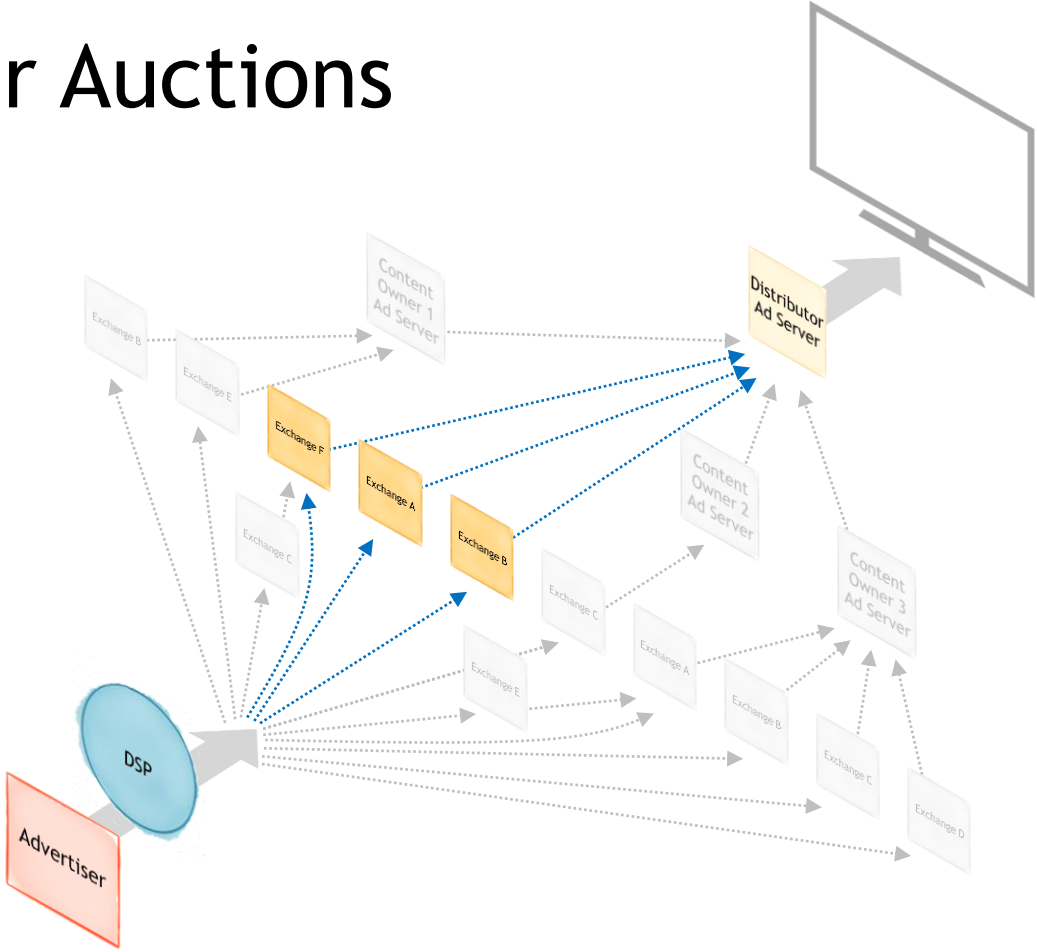 r Auctions
Content
Owner 1
Ad Server
Distributor
Ad Server
Exchange B
Exchange E
Exchange F
Exchange A
Exchange B
Exchange C
Content
Owner 2
Ad Server
Exchange C
Content
Owner 3
Ad Server
Exchange A
Exchange E
Exchange B
Exchange C
Exchange D
DSP
Advertiser